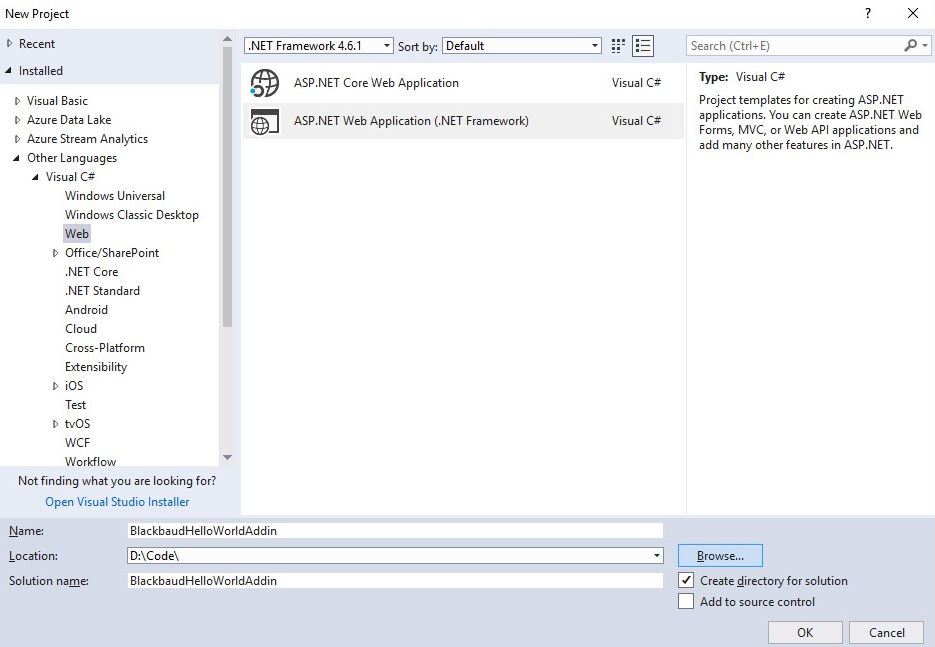 New Project
?
Recent
Installed
Visual Basic
Azure Data Lake
Azure Stream Analytics
Other Languages
Visual C#
Windows Universal
Windows Classic Desktop
Web
Office/SharePoint
.NET Core
.NET Standard
Android
Cloud
Cross-Platform
Extensibility
iOS
Test
tvOS
WCF
Workflow
Not finding what you are looking for?
Open Visual Studio Installer
.NET Framework 4.6.1 Sort by: Default
ASP.NET Core Web Application Visual C#
ASP.NET Web Application (.NET Framework) Visual C#
Search (Ctrl+E)
Type: Visual C#
Project templates for creating ASP.NET
applications. You can create ASP.NET Web
Forms, MVC, or Web API applications and
add many other features in ASP.NET.
Name: BlackbaudHelloWorldAddin
Location: D:\Code\ Browse...
Solution name: BlackbaudHelloWorldAddin
Create directory for solution
Add to source control
OK Cancel